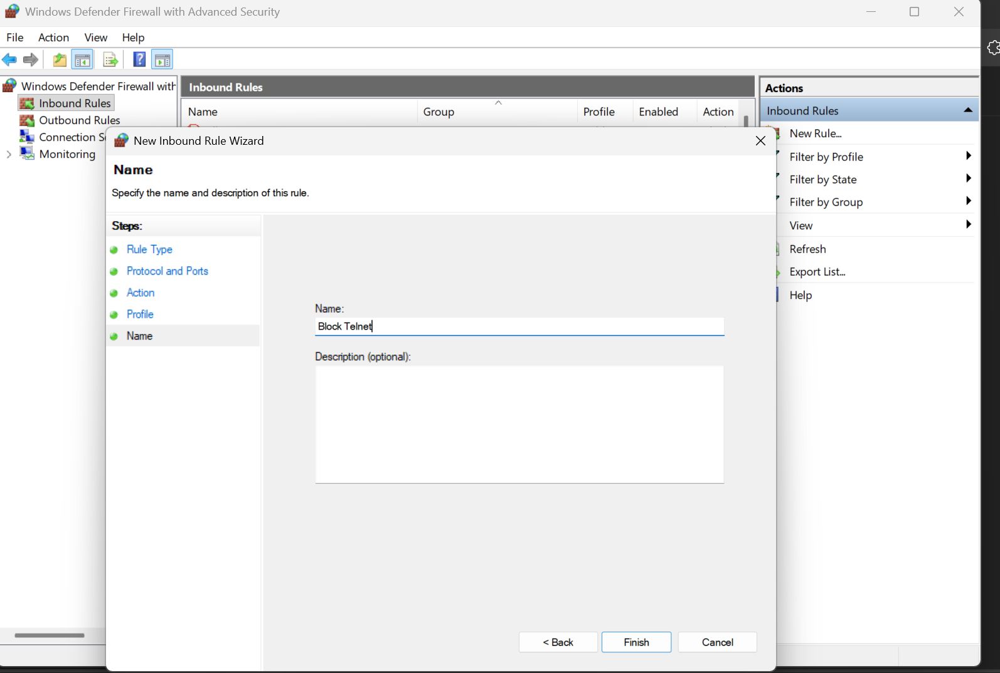 Windows Defender Firewall with Advanced Security
File Action View Help
Windows Defender Firewall with
Inbound Rules
Outbound Rules
Connection S
Monitoring
Inbound Rules
Name Group Profile Enabled Action
Actions
Inbound Rules
New Rule...
Filter by Profile
Filter by State
Filter by Group
View
Refresh
Export List...
Help
New Inbound Rule Wizard
Name
Specify the name and description of this rule.
Steps:
Rule Type
Protocol and Ports
Action
Profile
Name
Name:
Block Telnet
Description (optional):
< Back Finish Cancel